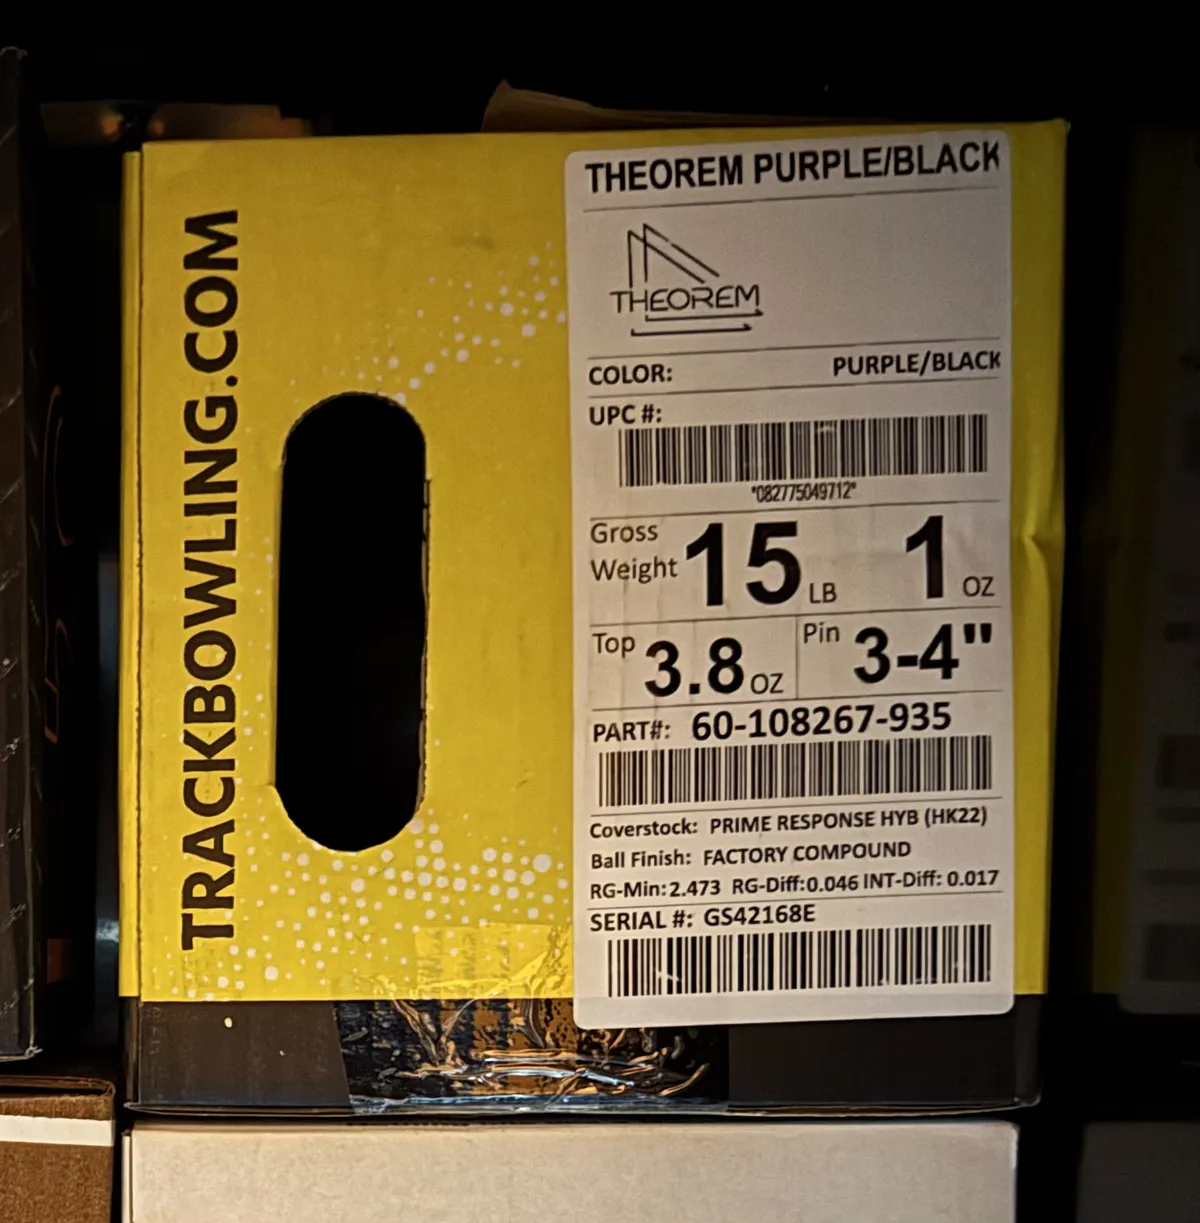 TRACKBOWLING.COM
THEOREM PURPLE/BLACK
THEOREM
COLOR: PURPLE/BLACK
UPC #:
*082775049712*
Gross Weight 15 LB 1 OZ
Top 3.8 OZ Pin 3-4"
PART#: 60-108267-935
Coverstock: PRIME RESPONSE HYB (HK22)
Ball Finish: FACTORY COMPOUND
RG-Min: 2.473 RG-Diff:0.046 INT-Diff: 0.017
SERIAL #: GS42168E